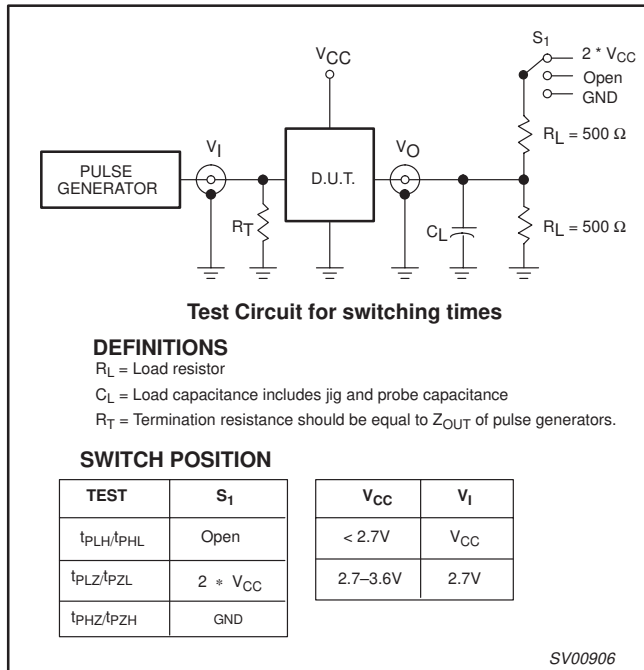 S1
2 * VCC
Open
GND
VCC
RL = 500 Ω
VI
VO
PULSE
GENERATOR
D.U.T.
RT
CL
RL = 500 Ω
Test Circuit for switching times
DEFINITIONS
RL = Load resistor
CL = Load capacitance includes jig and probe capacitance
RT = Termination resistance should be equal to ZOUT of pulse generators.
SWITCH POSITION
TEST S1
tPLH/tPHL Open
tPLZ/tPZL 2 * VCC
tPHZ/tPZH GND
VCC VI
< 2.7V VCC
2.7–3.6V 2.7V
SV00906